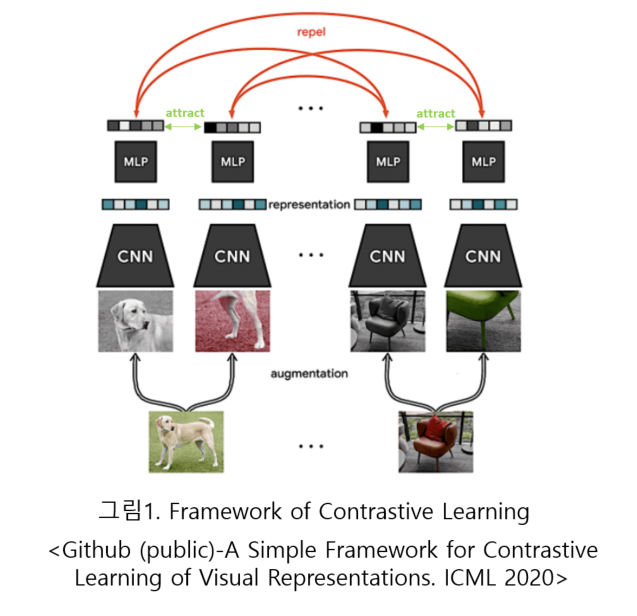 repel
attract
attract
...
MLP
MLP
MLP
MLP
representation
CNN
CNN
...
CNN
CNN
augmentation
...
그림1. Framework of Contrastive Learning
<Github (public)-A Simple Framework for Contrastive
Learning of Visual Representations. ICML 2020>